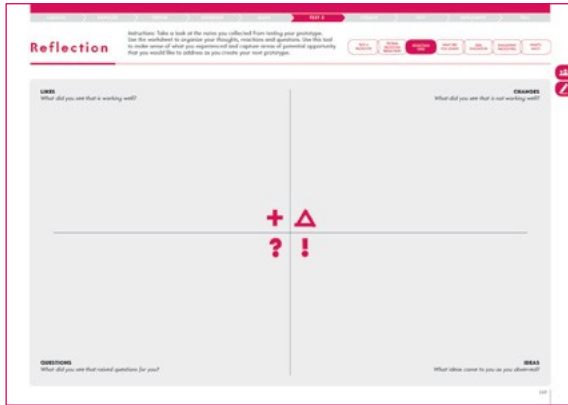 TEST II
Reflection
Instructions: Take a look at the notes you collected from testing your prototype.
Use the worksheet to organize your thoughts, reactions and questions. Use this tool
to make sense of what you experienced and capture areas of potential opportunity
that you would like to address as you create your next prototype.
LIKES
What did you see that is working well?
CHANGES
What did you see that is not working well?
+
?
!
QUESTIONS
What did you see that raised questions for you?
IDEAS
What ideas came to you as you observed?